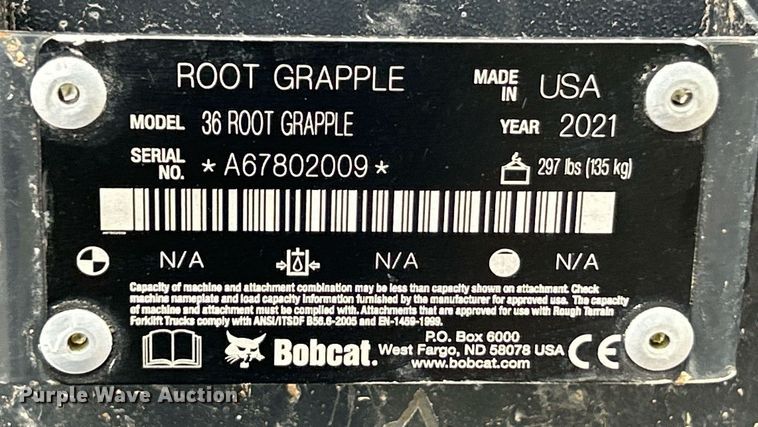 ROOT GRAPPLE
MADE IN USA
MODEL 36 ROOT GRAPPLE
YEAR 2021
SERIAL NO. *A67802009*
297 lbs (135 kg)
N/A N/A N/A
Capacity of machine and attachment combination may be less than capacity shown on attachment. Check
machine nameplate and load capacity information furnished by the manufacturer for approved use. The capacity
of machine and attachment must be complied with. Attachments that are approved for use with Rough Terrain
Forklift Trucks comply with ANSI/ITSDF B56.6-2005 and EN-1459-1999.
Bobcat.
P.O. Box 6000
West Fargo, ND 58078 USA
www.bobcat.com
CE
Purple Wave Auction